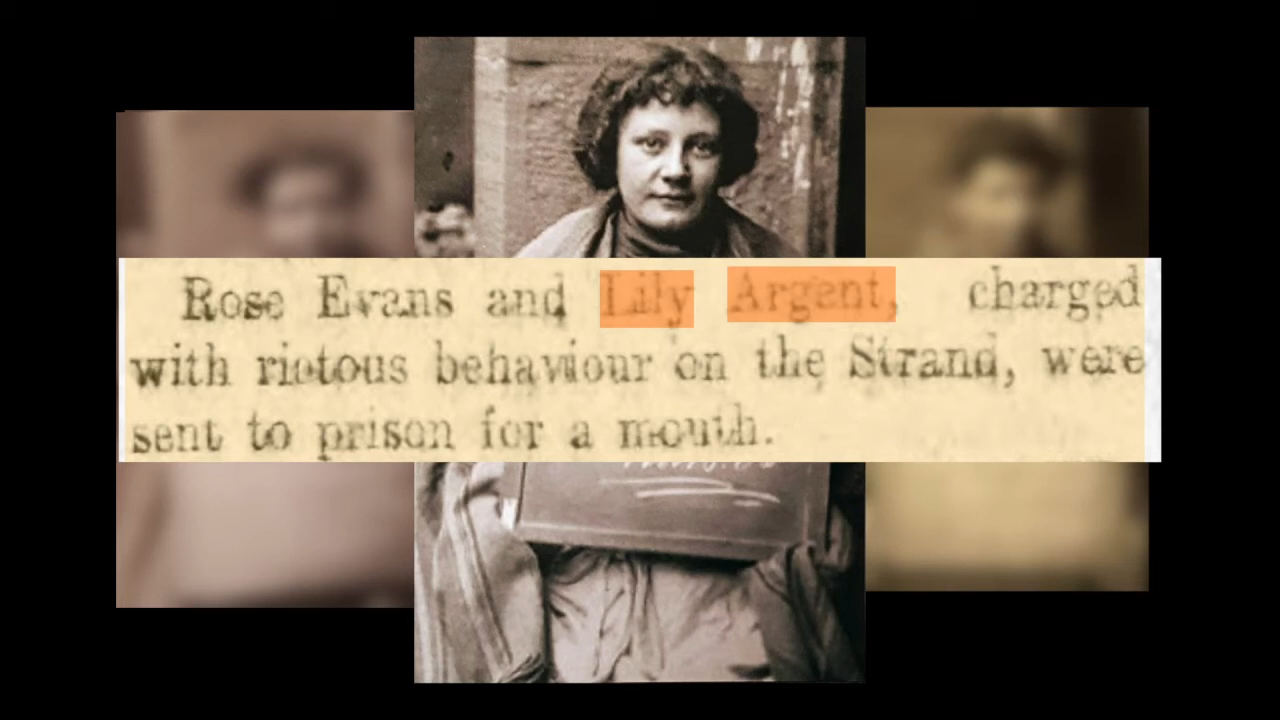 Rose Evans and Lily Argent, charged
with riotous behaviour on the Strand, were
sent to prison for a mouth.